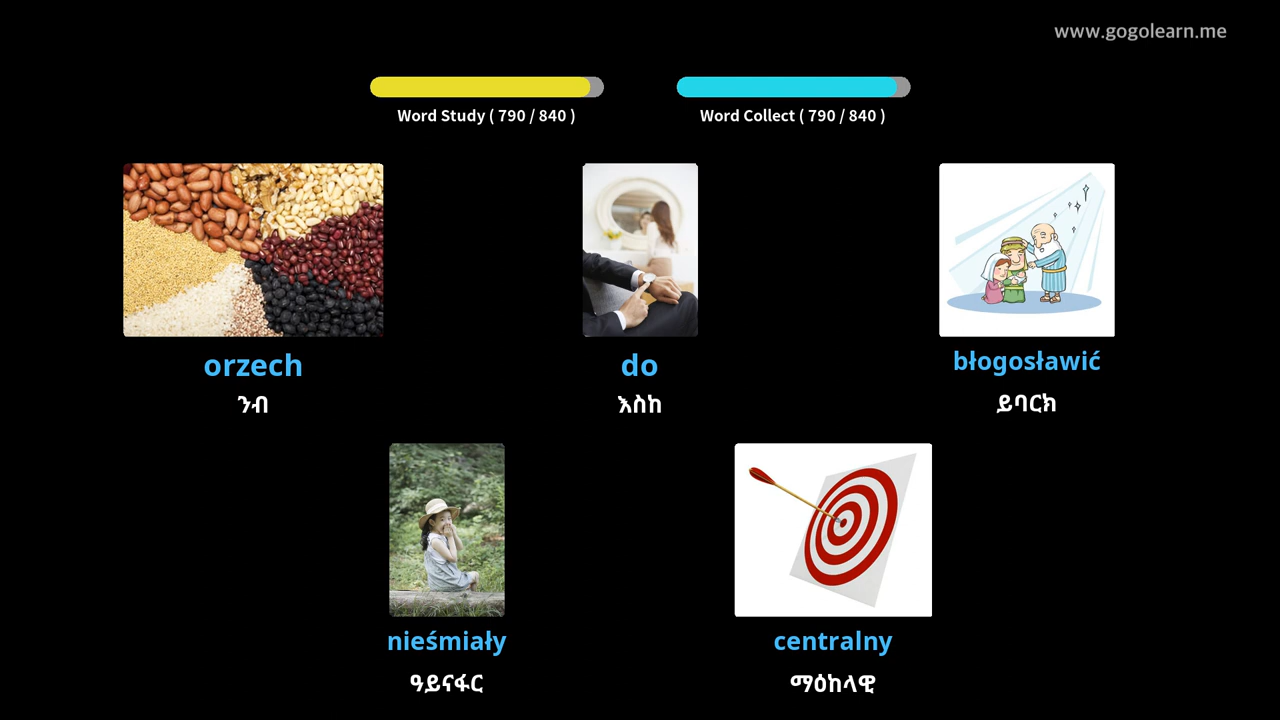 www.gogolearn.me
Word Study ( 790 / 840 )
Word Collect ( 790 / 840 )
orzech
ንብ
do
እስከ
błogosławić
ይባርክ
nieśmiały
ዓይናፋር
centralny
ማዕከላዊ